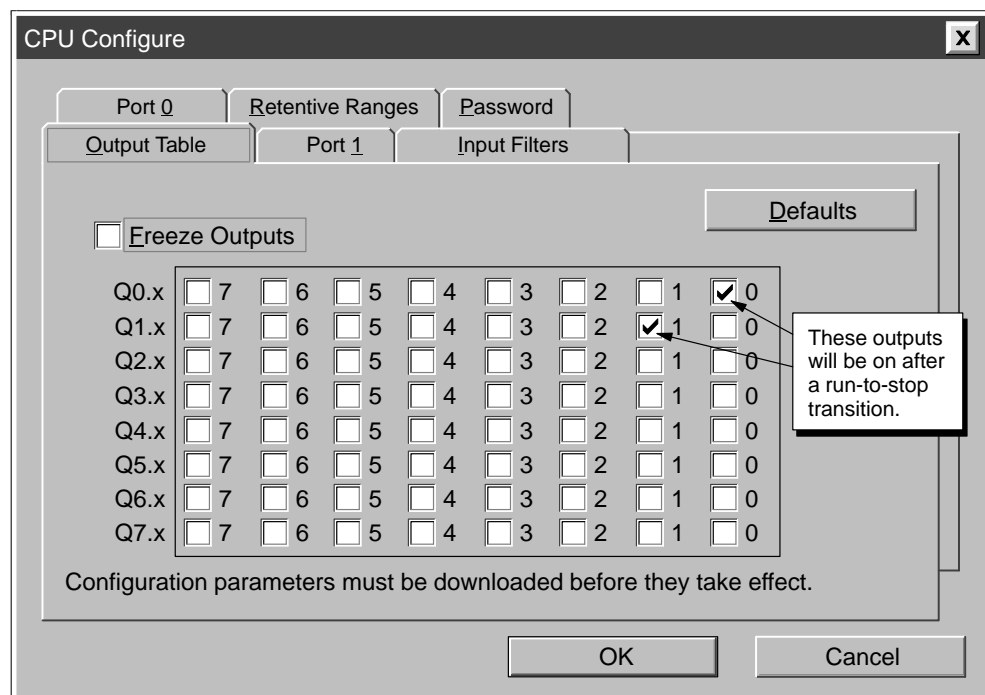 CPU Configure
X
Port 0 Retentive Ranges Password
Output Table Port 1 Input Filters
Defaults
Freeze Outputs
Q0.x 7 6 5 4 3 2 1 0
Q1.x 7 6 5 4 3 2 1 0
Q2.x 7 6 5 4 3 2 1 0
Q3.x 7 6 5 4 3 2 1 0
Q4.x 7 6 5 4 3 2 1 0
Q5.x 7 6 5 4 3 2 1 0
Q6.x 7 6 5 4 3 2 1 0
Q7.x 7 6 5 4 3 2 1 0
These outputs
will be on after
a run-to-stop
transition.
Configuration parameters must be downloaded before they take effect.
OK Cancel